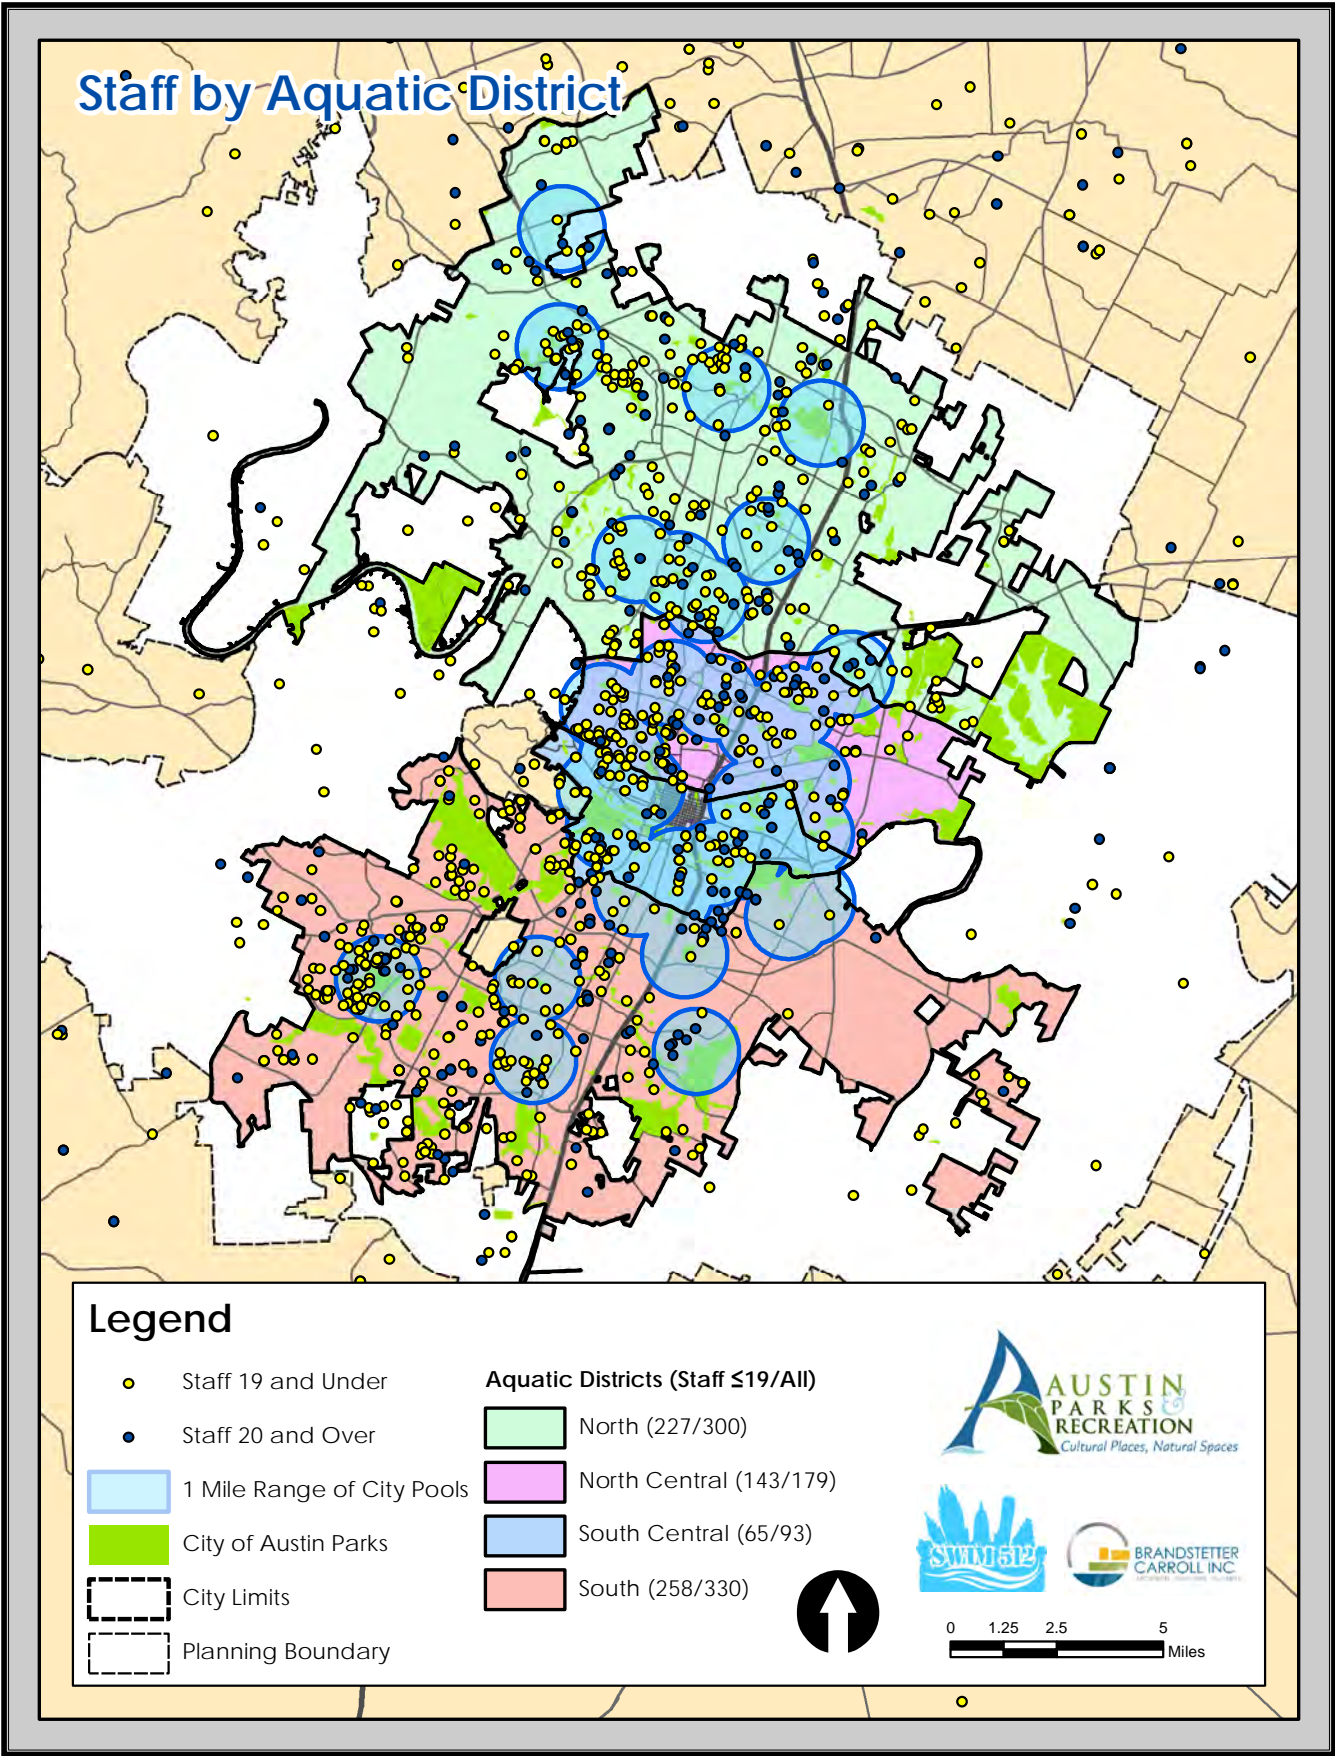 Staff by Aquatic District
Legend
Staff 19 and Under
Staff 20 and Over
1 Mile Range of City Pools
City of Austin Parks
City Limits
Planning Boundary
Aquatic Districts (Staff ≤19/All)
North (227/300)
North Central (143/179)
South Central (65/93)
South (258/330)
AUSTIN
PARKS &
RECREATION
Cultural Places, Natural Spaces
SWIM 512
BRANDSTETTER
CARROLL INC
0 1.25 2.5 5
Miles